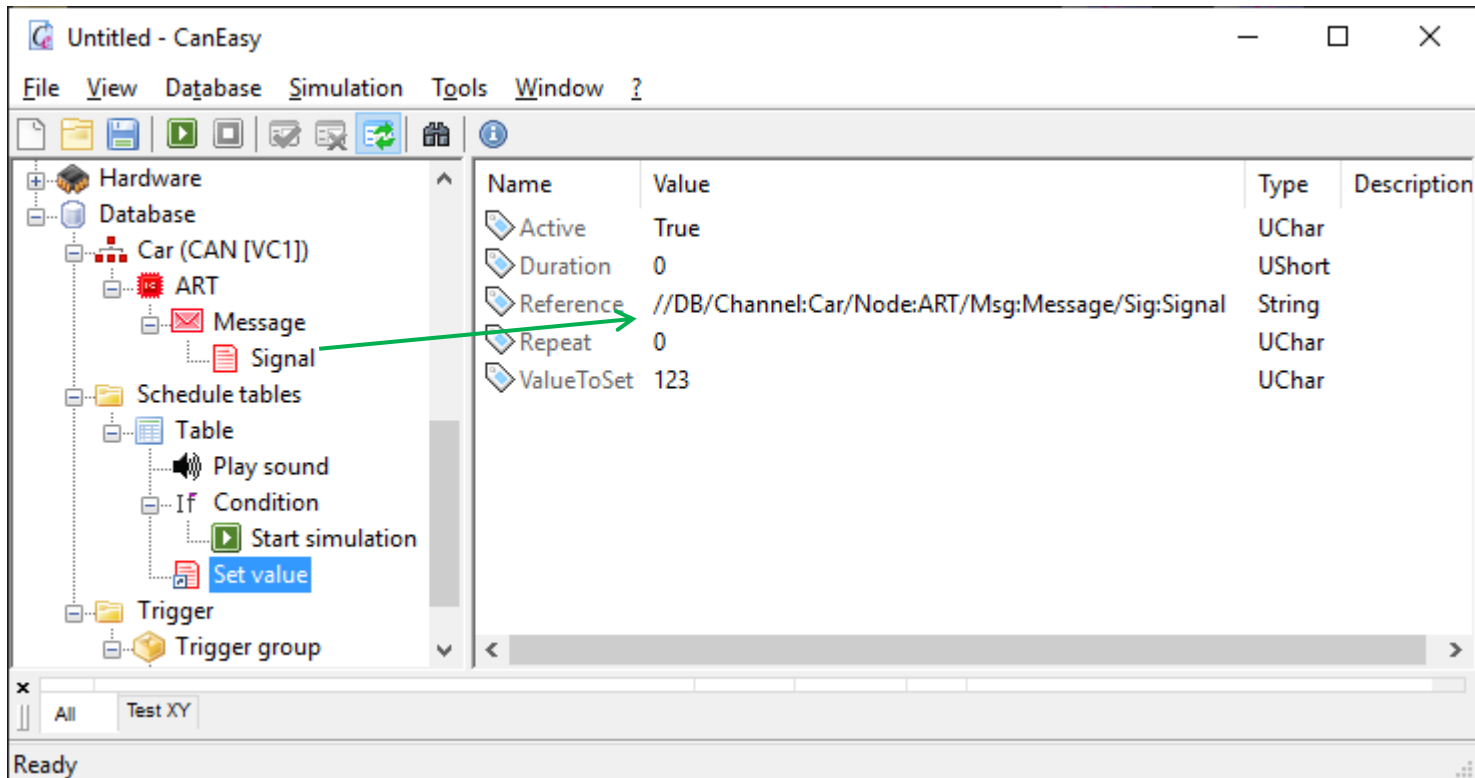 Untitled - CanEasy
File View Database Simulation Tools Window ?
Hardware
Database
Car (CAN [VC1])
ART
Message
Signal
Schedule tables
Table
Play sound
If Condition
Start simulation
Set value
Trigger
Trigger group
Name Value Type Description
Active True UChar
Duration 0 UShort
Reference //DB/Channel:Car/Node:ART/Msg:Message/Sig:Signal String
Repeat 0 UChar
ValueToSet 123 UChar
All Test XY
Ready